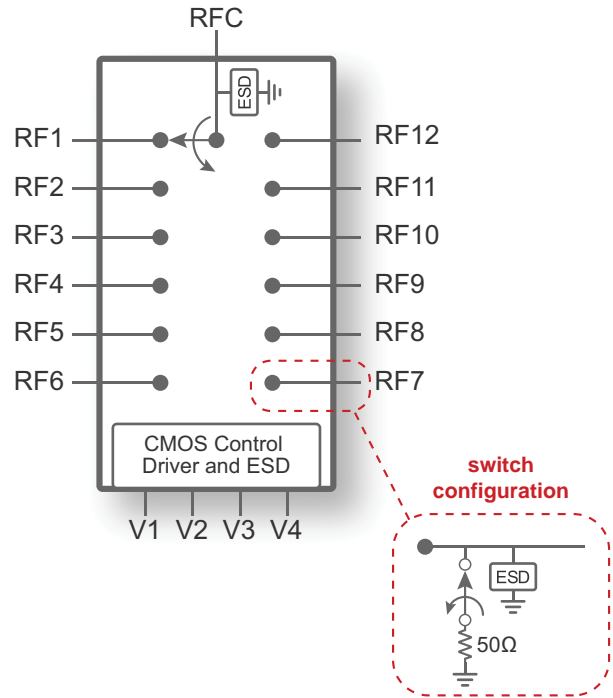 RFC
ESD
RF1
RF12
RF2
RF11
RF3
RF10
RF4
RF9
RF5
RF8
RF6
RF7
CMOS Control
Driver and ESD
V1 V2 V3 V4
switch
configuration
ESD
50Ω